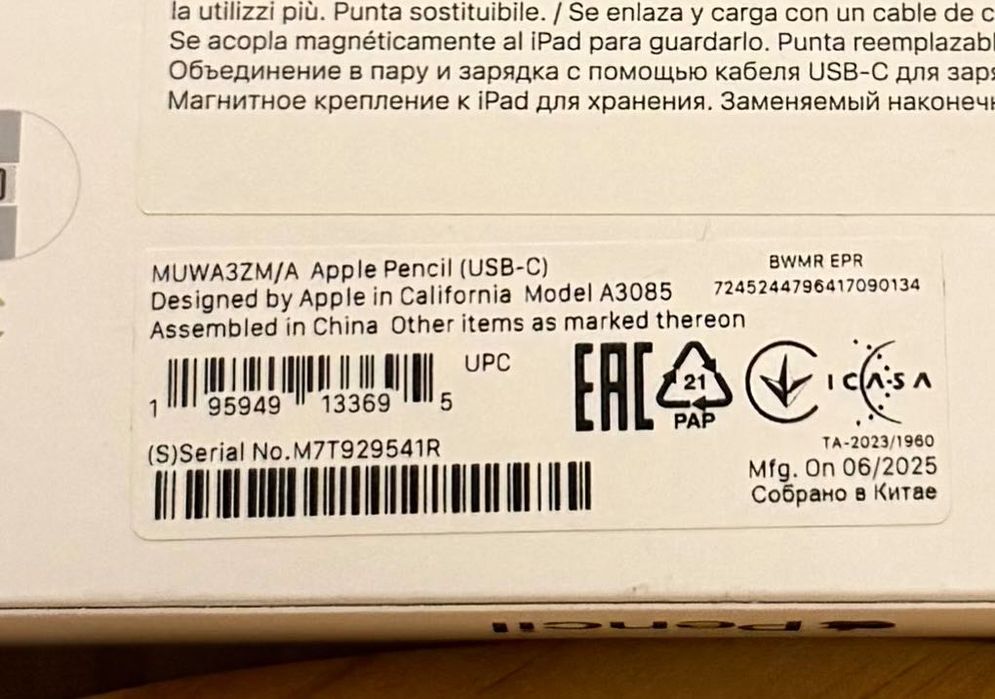 la utilizzi più. Punta sostituibile. / Se enlaza y carga con un cable de
Se acopla magnéticamente al iPad para guardarlo. Punta
Объединение в пару и зарядка с помощью кабеля USB-C для
Магнитное крепление к iPad для хранения. Заменяемый
MUWA3ZM/A Apple Pencil (USB-C)
Designed by Apple in California Model A3085
Assembled in China Other items as marked thereon
BWMR EPR
7245244796417090134
UPC
1 95949 13369 5
EAC
21
PAP
ICASA
TA-2023/1960
(S)Serial No.M7T929541R
Mfg. On 06/2025
Собрано в Китае
Pencil